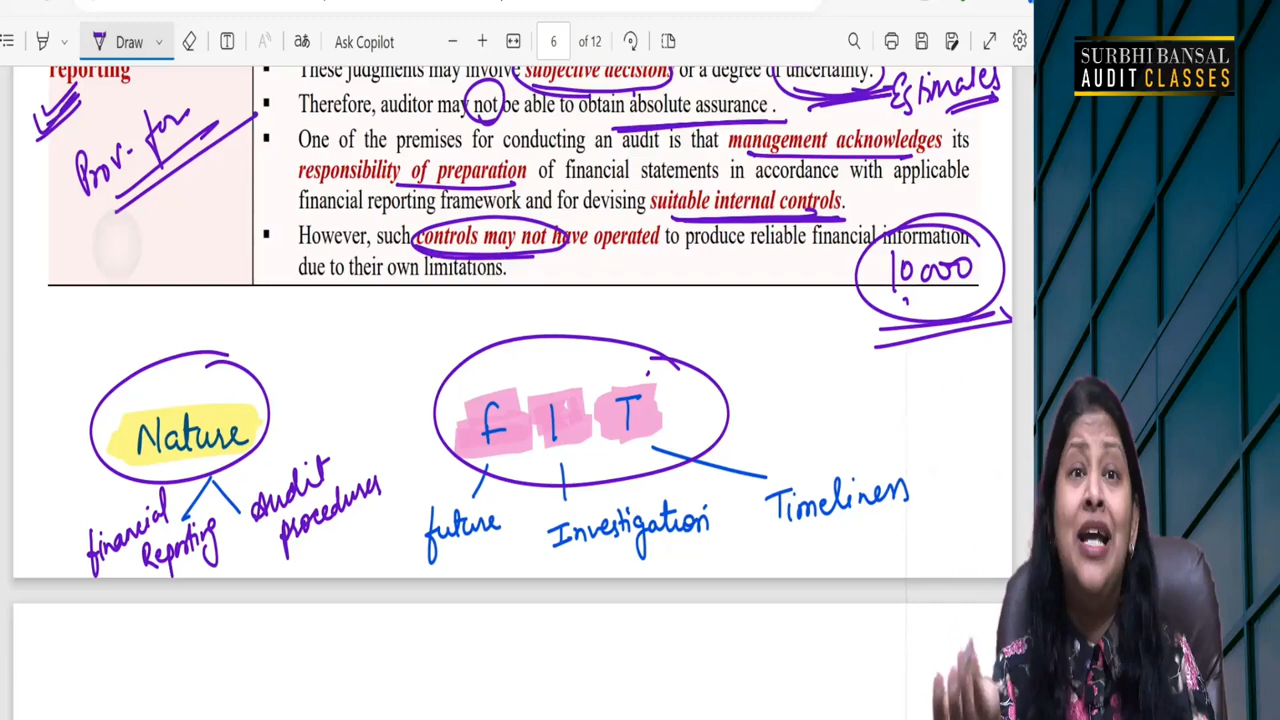 Draw
Ask Copilot
6 of 12
SURBHI BANSAL
AUDIT CLASSES
reporting
▪ These judgments may involve subjective decisions or a degree of uncertainty.
Estimates
▪ Therefore, auditor may not be able to obtain absolute assurance .
Prov. for
▪ One of the premises for conducting an audit is that management acknowledges its
responsibility of preparation of financial statements in accordance with applicable
financial reporting framework and for devising suitable internal controls.
▪ However, such controls may not have operated to produce reliable financial information
due to their own limitations.
10,000
Nature
Financial
Reporting
Audit
procedures
F I T
future
Investigation
Timeliness